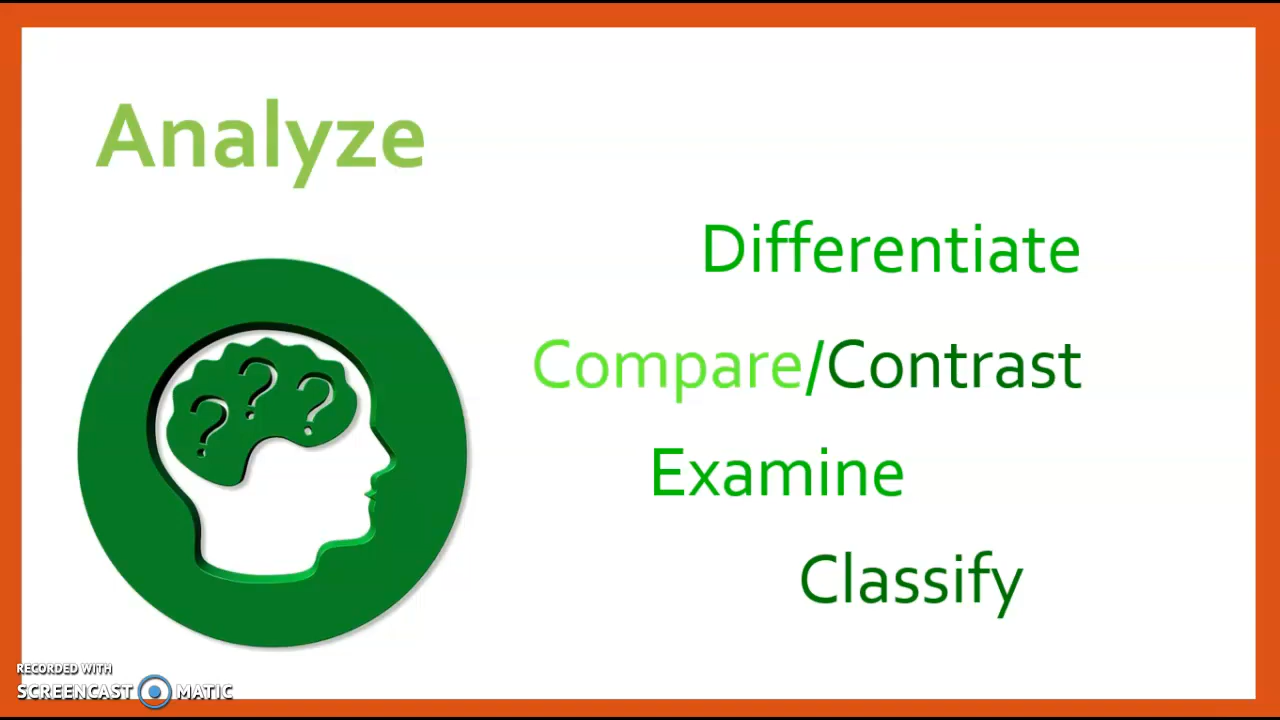 Analyze
Differentiate
Compare/Contrast
Examine
Classify
? ? ?
RECORDED WITH
SCREENCAST MATIC